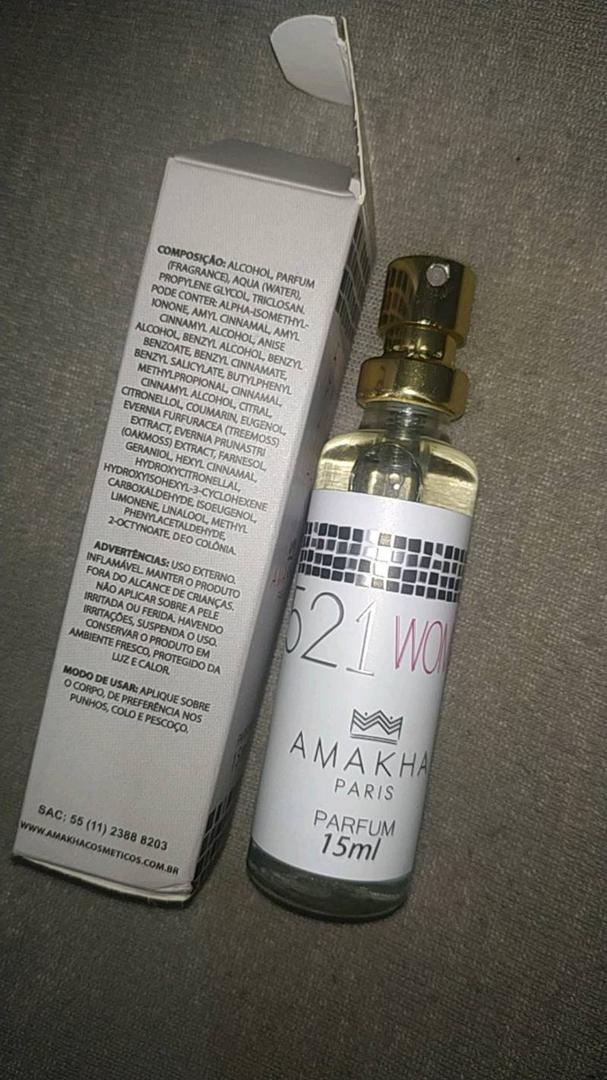 COMPOSIÇÃO: ALCOHOL, PARFUM
(FRAGRANCE), AQUA (WATER),
PROPYLENE GLYCOL, TRICLOSAN.
PODE CONTER: ALPHA-ISOMETHYL-
IONONE, AMYL CINNAMAL, AMYL
CINNAMYL ALCOHOL, ANISE
ALCOHOL, BENZYL ALCOHOL, BENZYL
BENZOATE, BENZYL CINNAMATE,
BENZYL SALICYLATE, BUTYLPHENYL
METHYLPROPIONAL, CINNAMAL,
CINNAMYL ALCOHOL, CITRAL,
CITRONELLOL, COUMARIN, EUGENOL,
EVERNIA FURFURACEA (TREEMOSS)
EXTRACT, EVERNIA PRUNASTRI
(OAKMOSS) EXTRACT, FARNESOL,
GERANIOL, HEXYL CINNAMAL,
HYDROXYCITRONELLAL,
HYDROXYISOHEXYL-3-CYCLOHEXENE
CARBOXALDEHYDE, ISOEUGENOL,
LIMONENE, LINALOOL, METHYL
PHENYLACETALDEHYDE,
2-OCTYNOATE, DEO COLÔNIA.
ADVERTÊNCIAS: USO EXTERNO.
INFLAMÁVEL. MANTER O PRODUTO
FORA DO ALCANCE DE CRIANÇAS.
NÃO APLICAR SOBRE A PELE
IRRITADA OU FERIDA. HAVENDO
IRRITAÇÕES, SUSPENDA O USO.
CONSERVAR O PRODUTO EM
AMBIENTE FRESCO, PROTEGIDO DA
LUZ E CALOR.
MODO DE USAR: APLIQUE SOBRE
O CORPO, DE PREFERÊNCIA NOS
PUNHOS, COLO E PESCOÇO.
SAC: 55 (11) 2388 8203
WWW.AMAKHACOSMETICOS.COM.BR
521 WOM
AMAKHA
PARIS
PARFUM
15ml